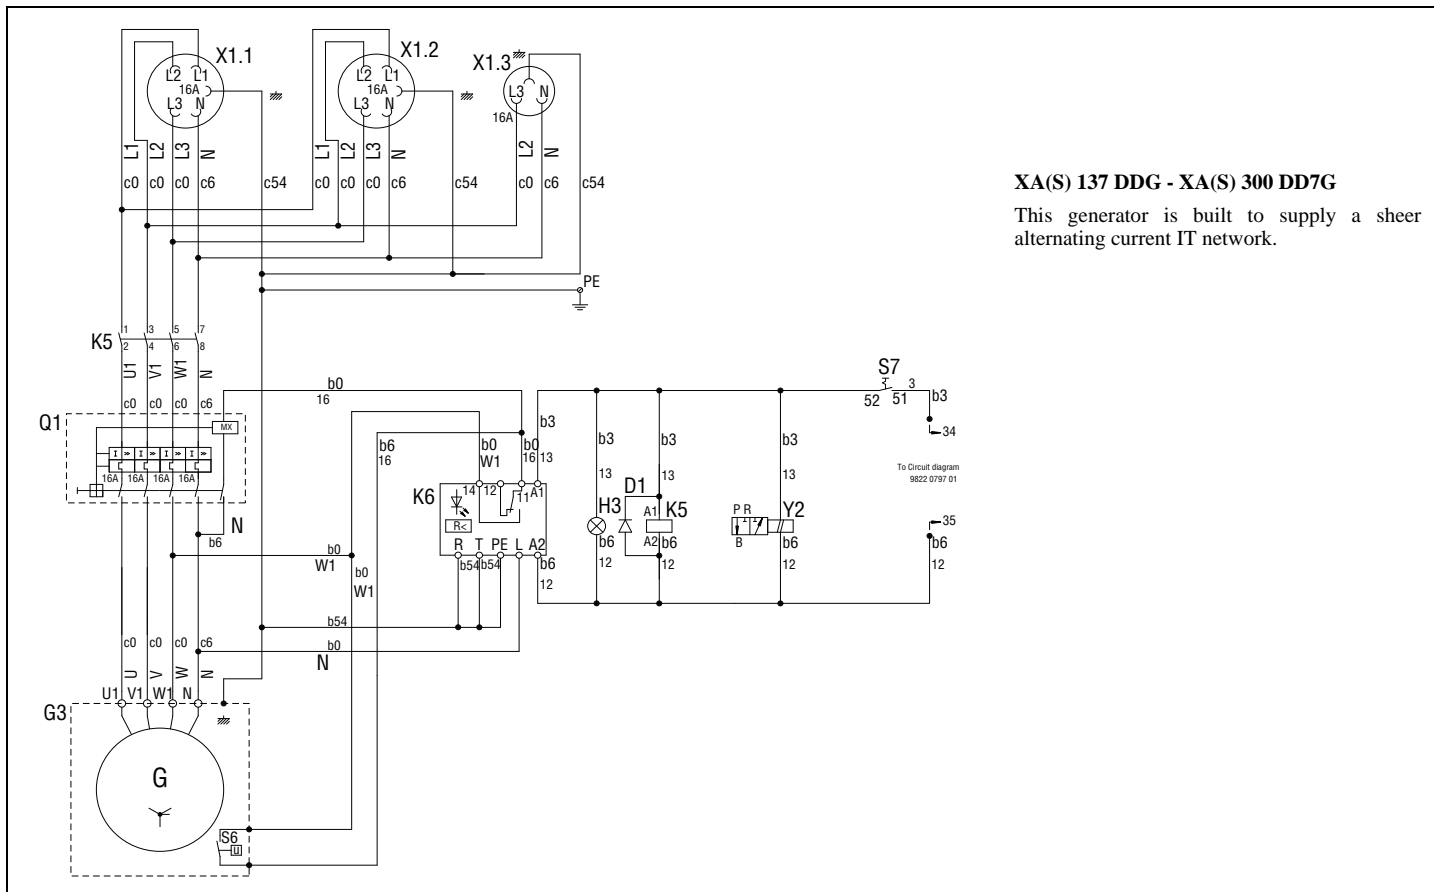 X1.1
X1.2
X1.3
L2 L1
16A
L3 N
L2 L1
16A
L3 N
L3 N
16A
L1 L2 L3 N
c0 c0 c0 c6 c54
L1 L2 L3 N
c0 c0 c0 c6 c54
L2 N
c0 c6 c54
PE
XA(S) 137 DDG - XA(S) 300 DD7G
This generator is built to supply a sheer
alternating current IT network.
K5
1 3 5 7
2 4 6 8
U1 V1 W1 N
c0 c0 c0 c6
b0
16
S7
52 51
3
b3
34
Q1
MX
I » I » I » I »
16A 16A 16A 16A
N
b6
b6
16
b0
W1
b0
16
b3
13
b3
13
b3
13
b3
13
To Circuit diagram
9822 0797 01
K6
14 12 11 A1
R<
R T PE L A2
b54 b54
b6
12
H3
b6
12
D1
K5
A1
A2
b6
12
P R
B
Y2
b6
12
35
b6
12
b0
W1
b0
W1
b54
b0
N
c0 c0 c0 c6
U V W N
U1 V1 W1 N
G3
G
S6
U